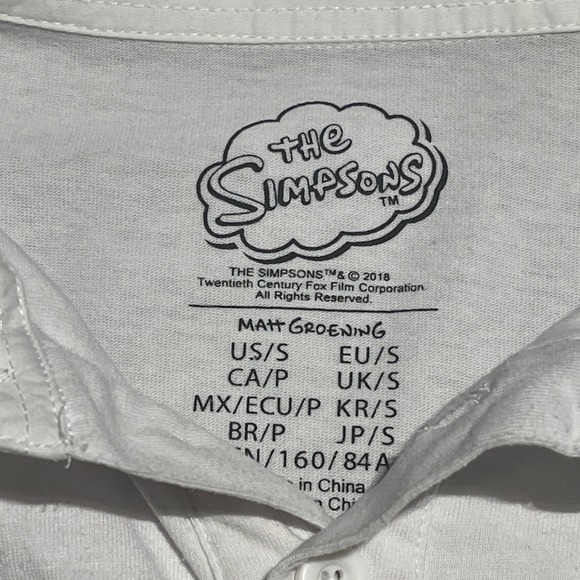 THE
SIMPSONS
TM
THE SIMPSONS™& © 2018
Twentieth Century Fox Film Corporation.
All Rights Reserved.
MATT GROENING
US/S EU/S
CA/P UK/S
MX/ECU/P KR/S
BR/P JP/S
/160/84A
in China